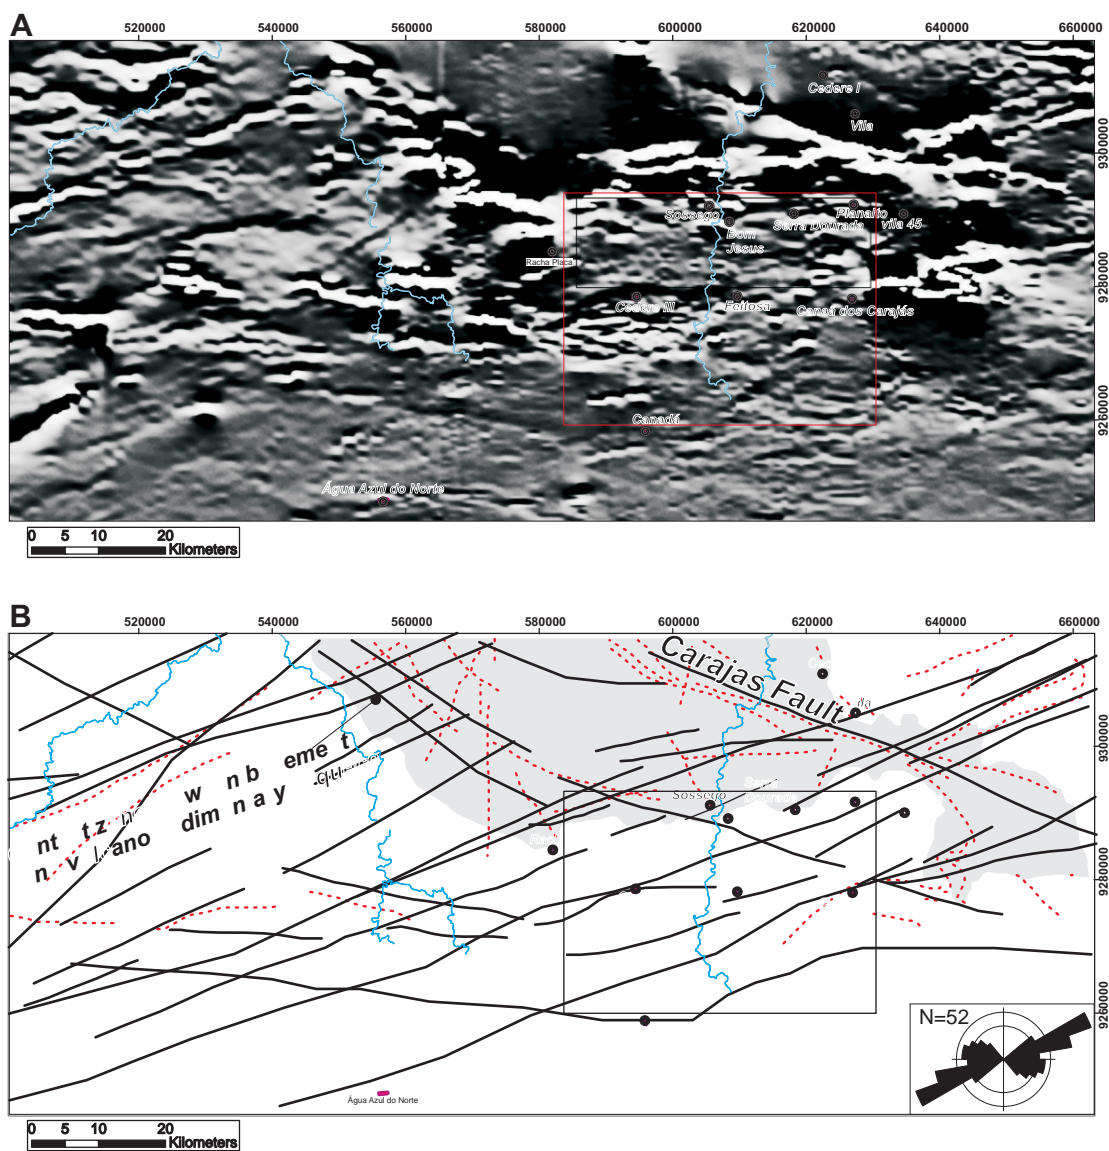 A
520000 540000 560000 580000 600000 620000 640000 660000
Cedere I
Vila
9300000
Sossego
Bom
Jesus
Serra Dourada
Planalto
vila 45
Racha Placa
9280000
Cedere III
Feitosa
Canaã dos Carajás
Canadá
9260000
Água Azul do Norte
0 5 10 20
Kilometers
B
520000 540000 560000 580000 600000 620000 640000 660000
Carajas Fault
9300000
Sossego
9280000
9260000
N=52
Água Azul do Norte
0 5 10 20
Kilometers